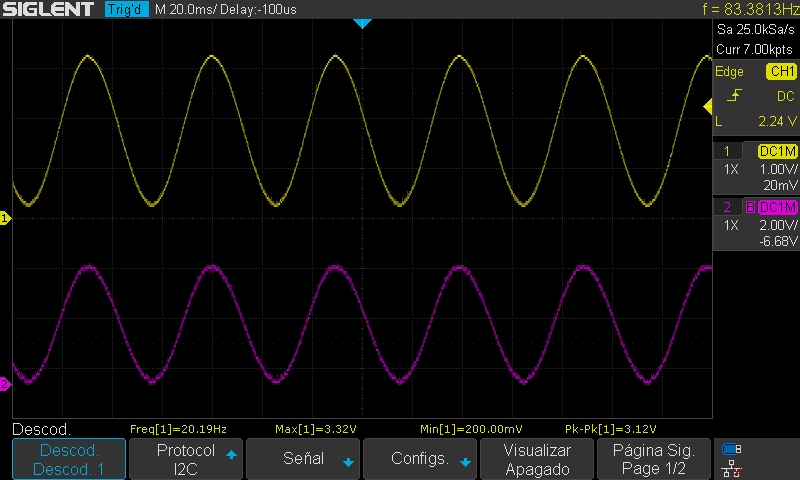 SIGLENT Trig'd M 20.0ms/ Delay:-100us f = 83.3813Hz
Sa 25.0kSa/s
Curr 7.00kpts
Edge CH1
DC
L 2.24 V
1 DC1M
1X 1.00V/
20mV
2 B DC1M
1X 2.00V/
-6.68V
1
2
Descod. Freq[1]=20.19Hz Max[1]=3.32V Min[1]=200.00mV Pk-Pk[1]=3.12V
Descod.
Descod. 1
Protocol
I2C
Señal
Configs.
Visualizar
Apagado
Página Sig.
Page 1/2